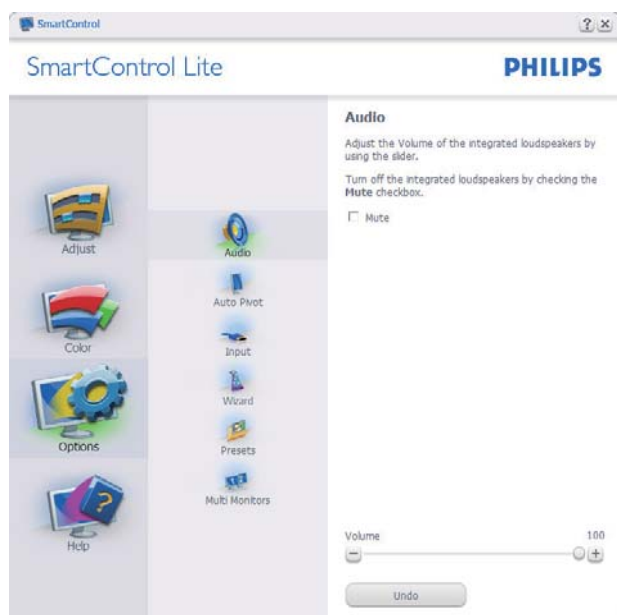 SmartControl
? ×
SmartControl Lite
PHILIPS
Adjust
Color
Options
Help
Audio
Auto Pivot
Input
Wizard
Presets
Multi Monitors
Audio
Adjust the Volume of the integrated loudspeakers by
using the slider.
Turn off the integrated loudspeakers by checking the
Mute checkbox.
Mute
Volume 100
Undo